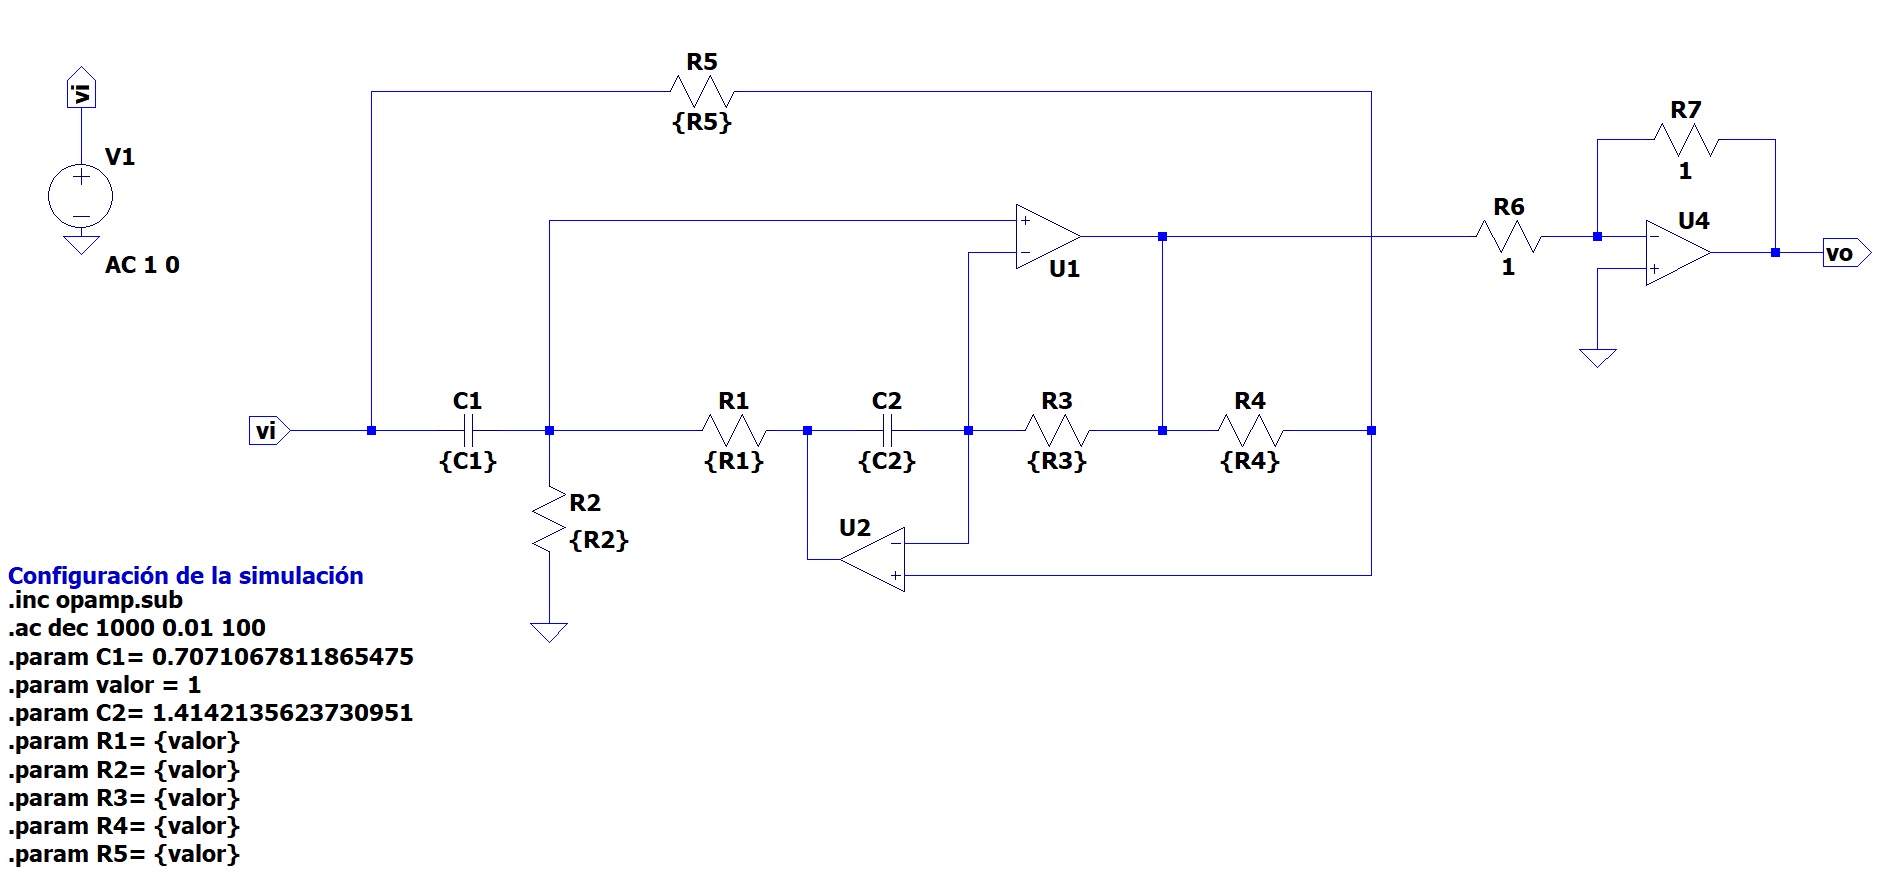 R5
{R5}
vi
V1
AC 1 0
R7
1
R6
1
U4
vo
U1
vi
C1
{C1}
R1
{R1}
C2
{C2}
R3
{R3}
R4
{R4}
R2
{R2}
U2
Configuración de la simulación
.inc opamp.sub
.ac dec 1000 0.01 100
.param C1= 0.7071067811865475
.param valor = 1
.param C2= 1.4142135623730951
.param R1= {valor}
.param R2= {valor}
.param R3= {valor}
.param R4= {valor}
.param R5= {valor}